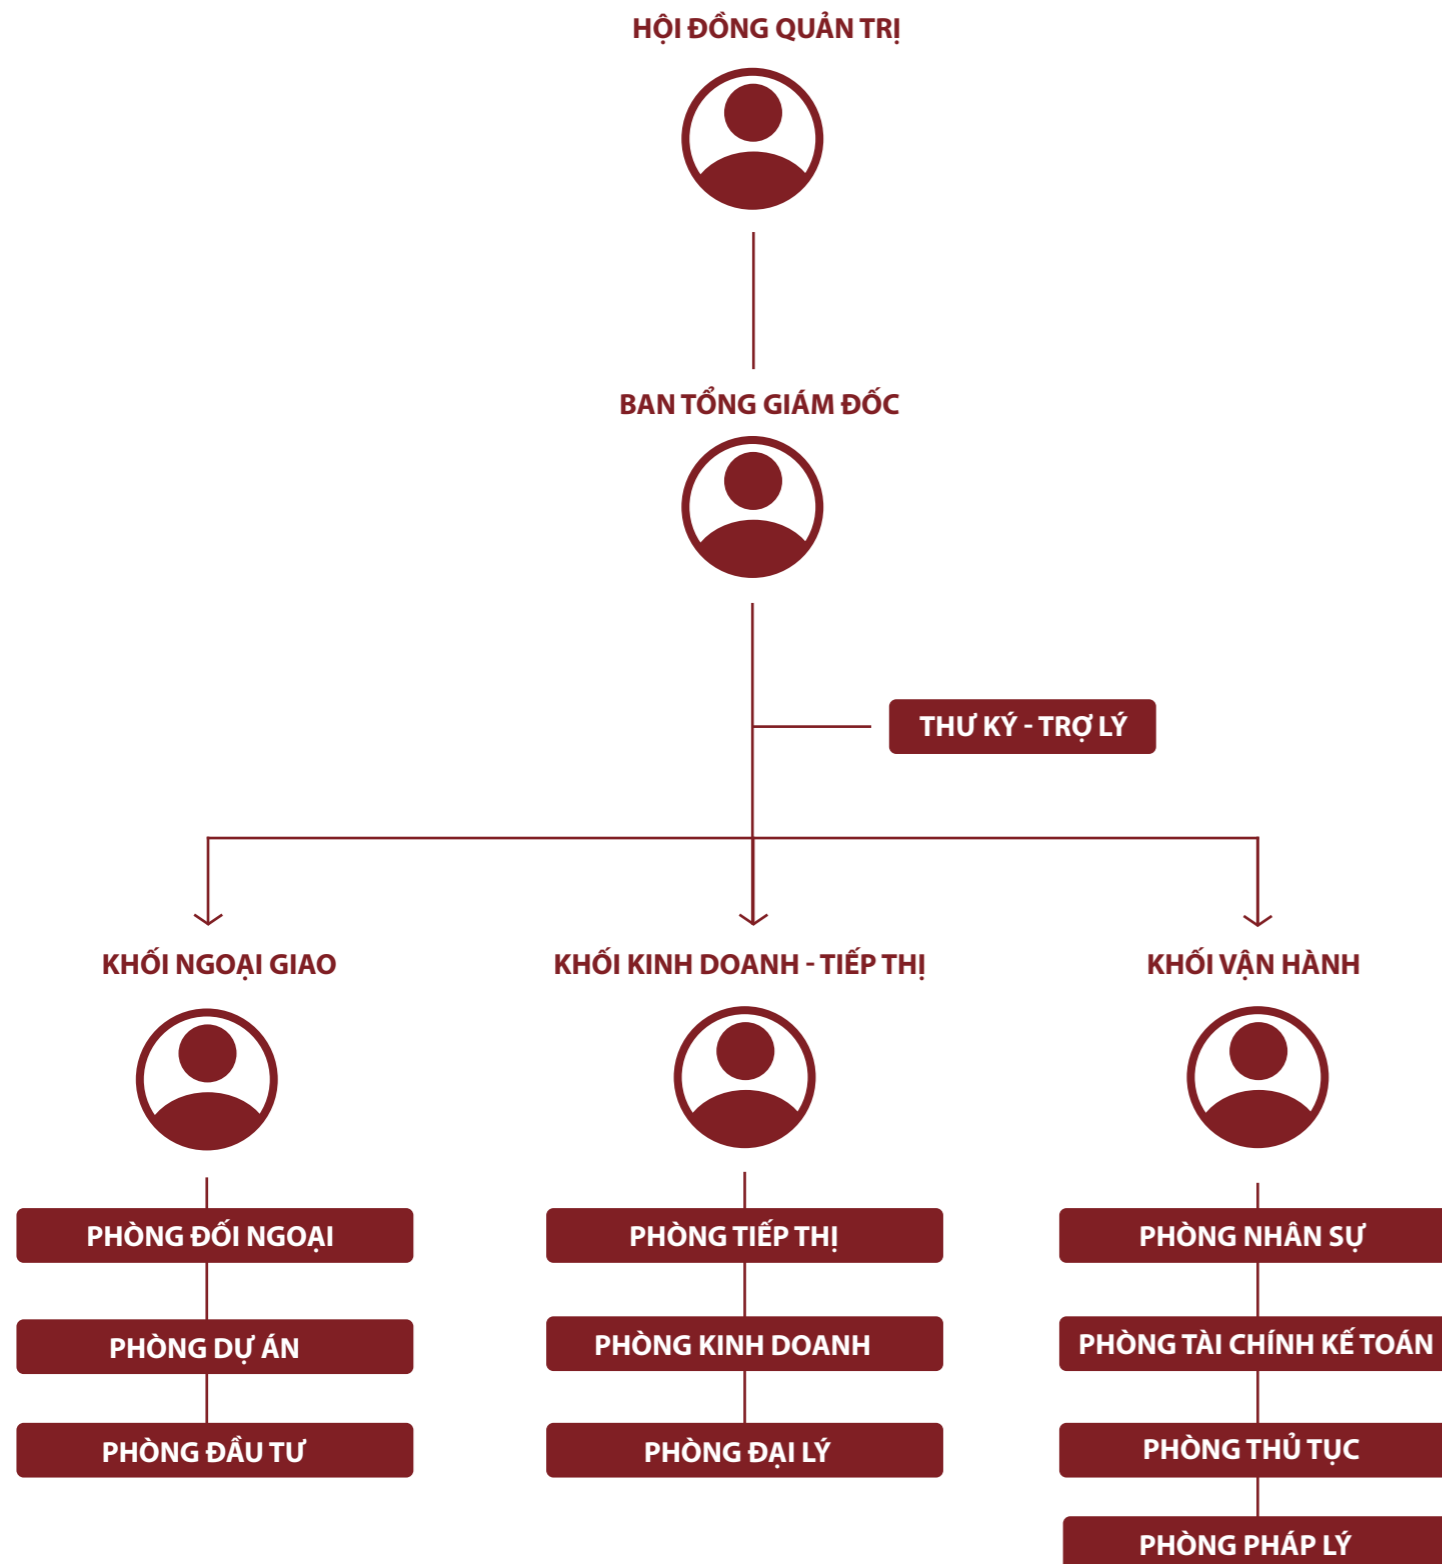 HỘI ĐỒNG QUẢN TRỊ
BAN TỔNG GIÁM ĐỐC
THƯ KÝ - TRỢ LÝ
KHỐI NGOẠI GIAO
PHÒNG ĐỐI NGOẠI
PHÒNG DỰ ÁN
PHÒNG ĐẦU TƯ
KHỐI KINH DOANH - TIẾP THỊ
PHÒNG TIẾP THỊ
PHÒNG KINH DOANH
PHÒNG ĐẠI LÝ
KHỐI VẬN HÀNH
PHÒNG NHÂN SỰ
PHÒNG TÀI CHÍNH KẾ TOÁN
PHÒNG THỦ TỤC
PHÒNG PHÁP LÝ